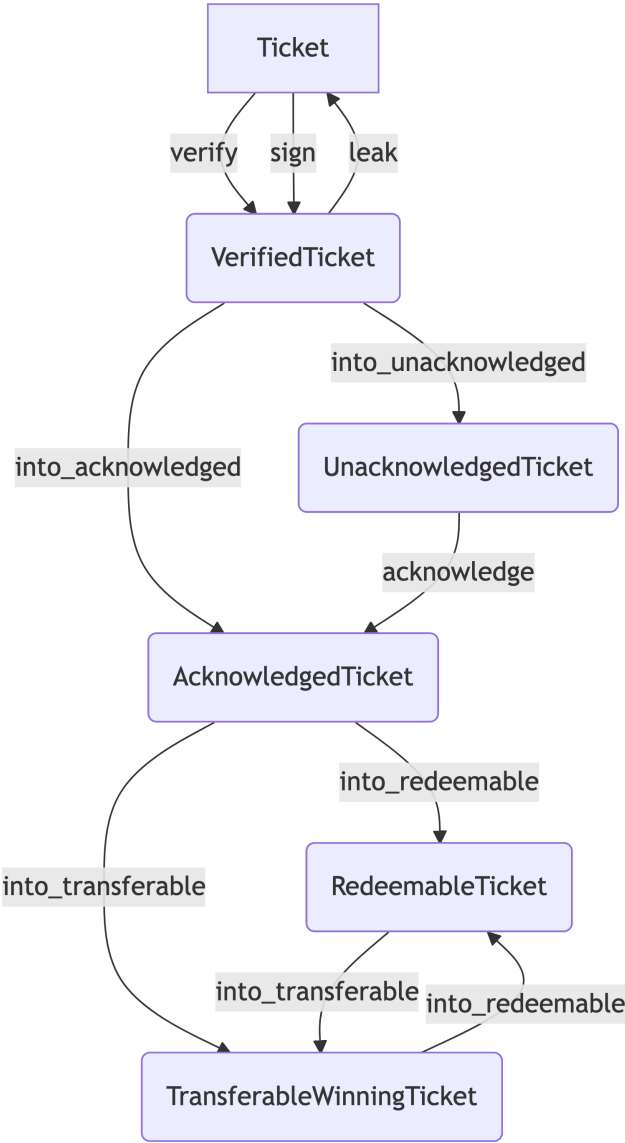 Ticket
verify
sign
leak
VerifiedTicket
into_unacknowledged
into_acknowledged
UnacknowledgedTicket
acknowledge
AcknowledgedTicket
into_redeemable
into_transferable
RedeemableTicket
into_transferable
into_redeemable
TransferableWinningTicket